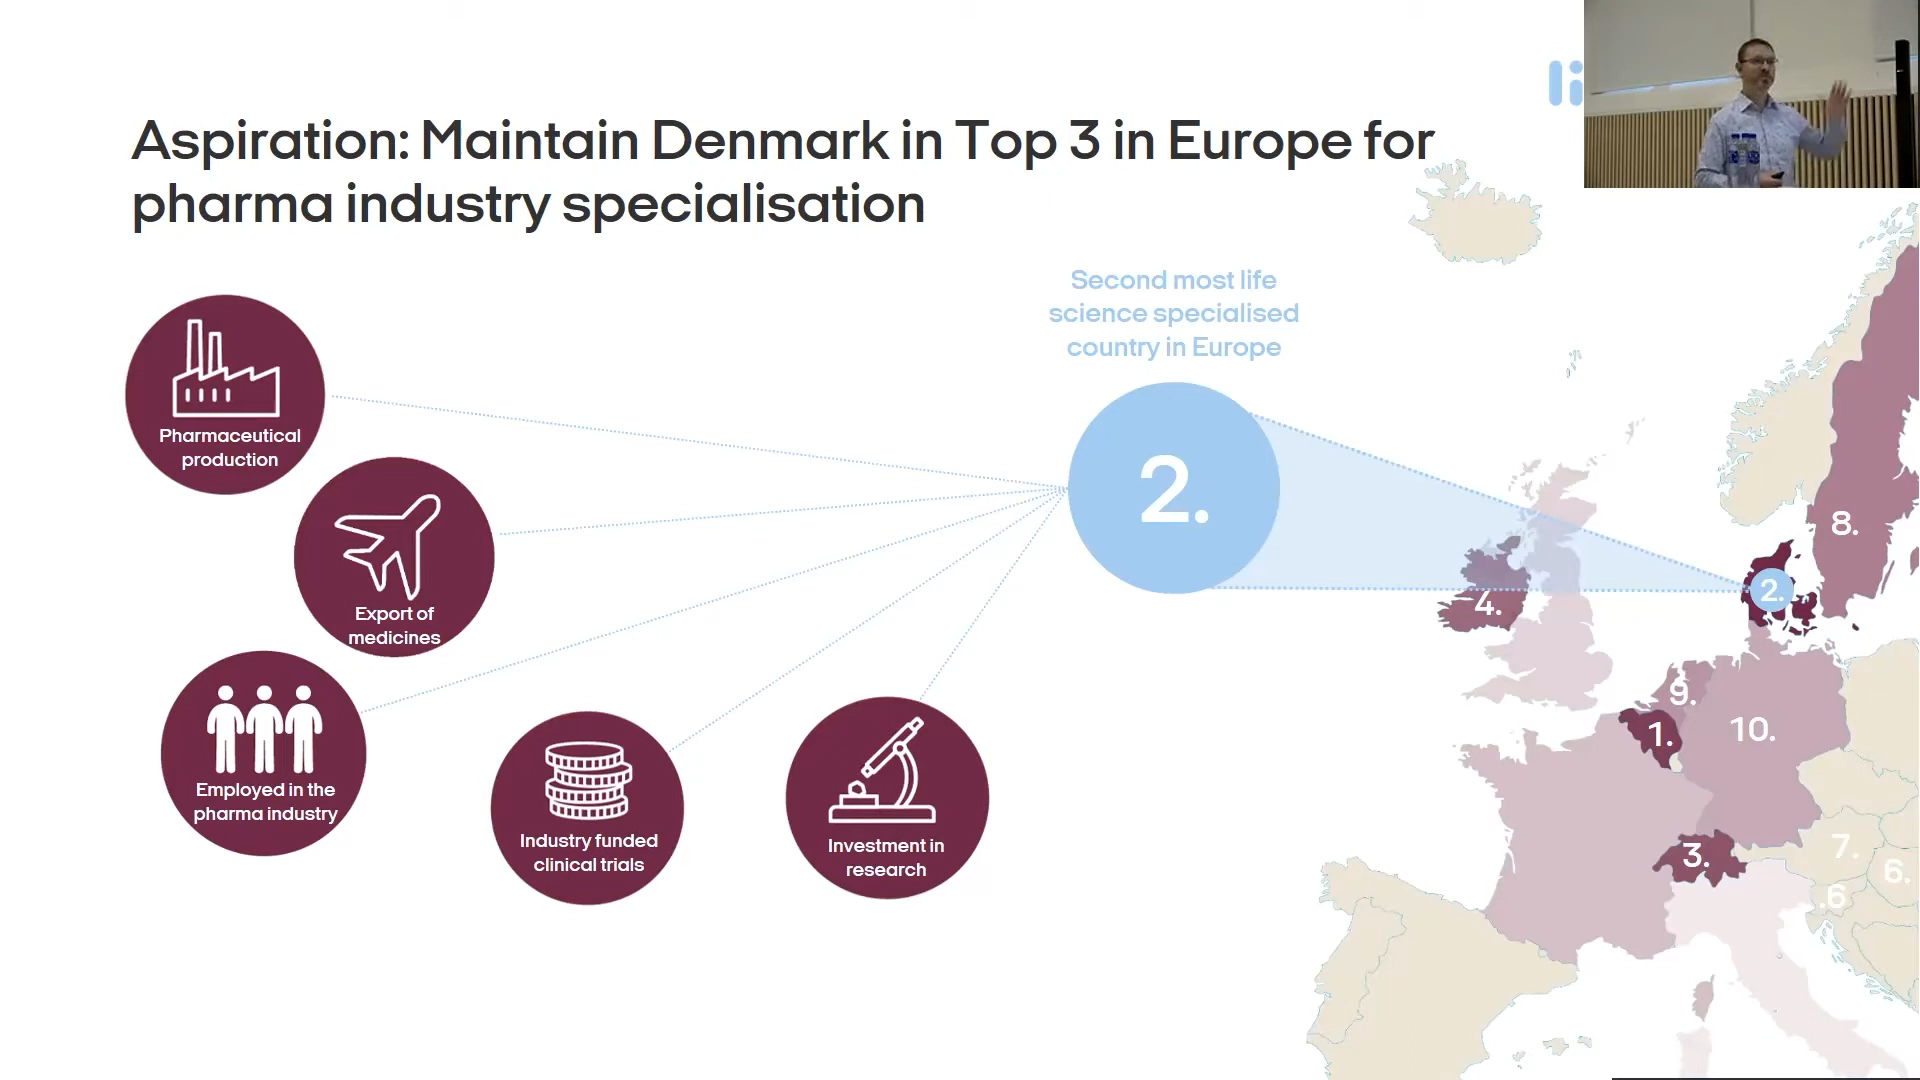 li
Aspiration: Maintain Denmark in Top 3 in Europe for
pharma industry specialisation
Second most life
science specialised
country in Europe
Pharmaceutical
production
Export of
medicines
Employed in the
pharma industry
Industry funded
clinical trials
Investment in
research
2.
8.
2.
4.
9.
1.
10.
3.
7.
6.
.6